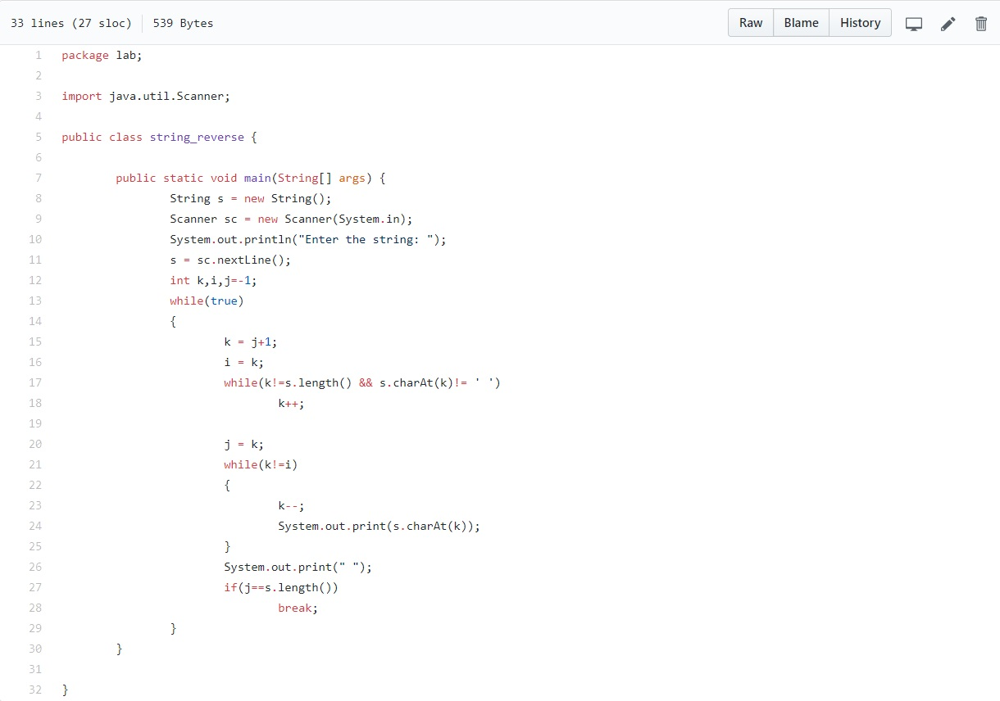 33 lines (27 sloc) 539 Bytes Raw Blame History
1 package lab;
2
3 import java.util.Scanner;
4
5 public class string_reverse {
6
7 public static void main(String[] args) {
8 String s = new String();
9 Scanner sc = new Scanner(System.in);
10 System.out.println("Enter the string: ");
11 s = sc.nextLine();
12 int k,i,j=-1;
13 while(true)
14 {
15 k = j+1;
16 i = k;
17 while(k!=s.length() && s.charAt(k)!= ' ')
18 k++;
19
20 j = k;
21 while(k!=i)
22 {
23 k--;
24 System.out.print(s.charAt(k));
25 }
26 System.out.print(" ");
27 if(j==s.length())
28 break;
29 }
30 }
31
32 }